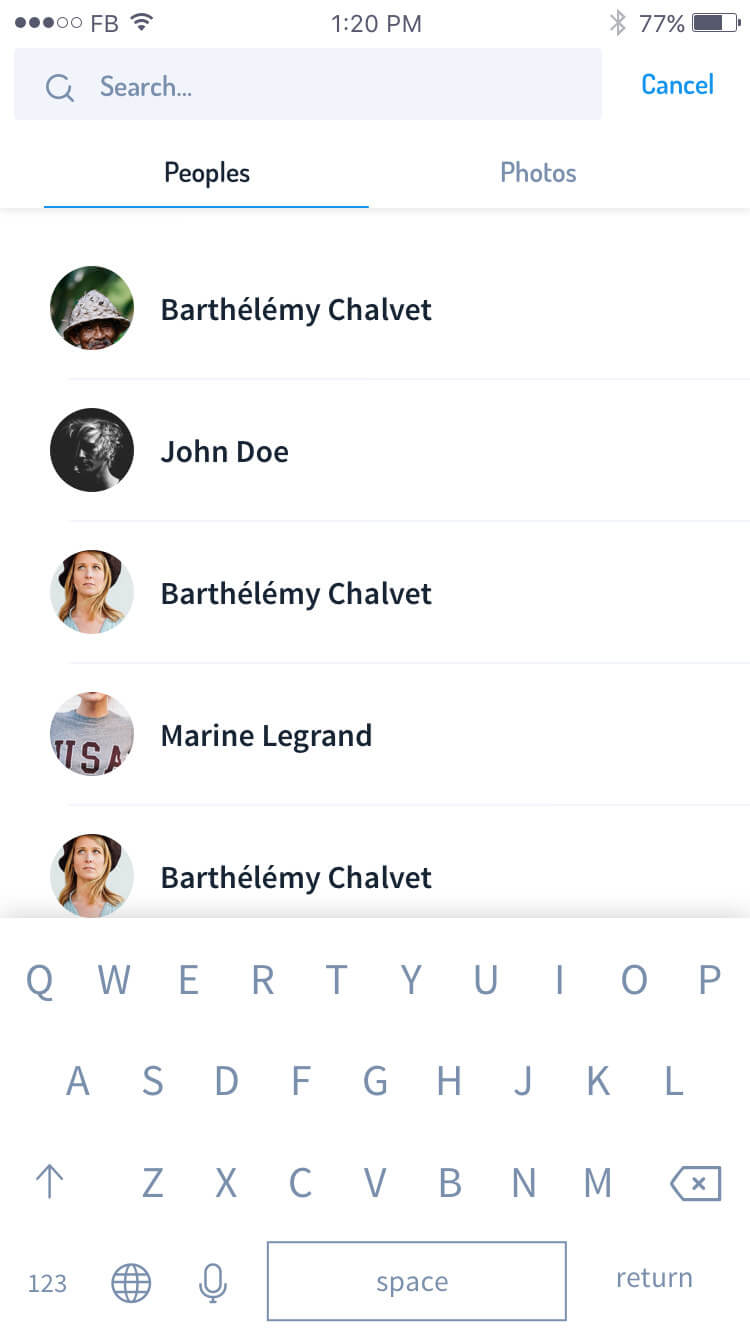 FB 1:20 PM 77%
Search... Cancel
Peoples Photos
Barthélémy Chalvet
John Doe
Barthélémy Chalvet
Marine Legrand
USA
Barthélémy Chalvet
Q W E R T Y U I O P
A S D F G H J K L
Z X C V B N M
123 space return